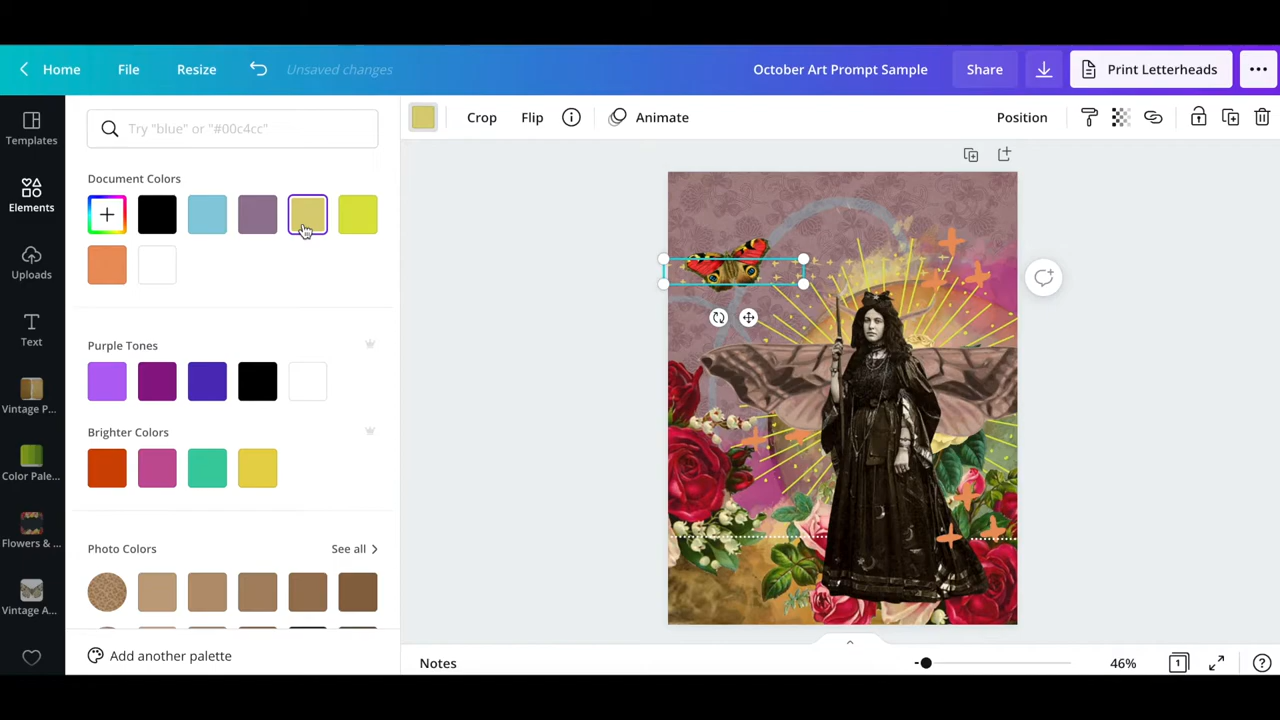 Home
File
Resize
Unsaved changes
October Art Prompt Sample
Share
Print Letterheads
Templates
Elements
Uploads
Text
Vintage P...
Color Pale...
Flowers & ...
Vintage A...
Try "blue" or "#00c4cc"
Document Colors
Purple Tones
Brighter Colors
Photo Colors
See all
Add another palette
Crop
Flip
Animate
Position
Notes
46%
1